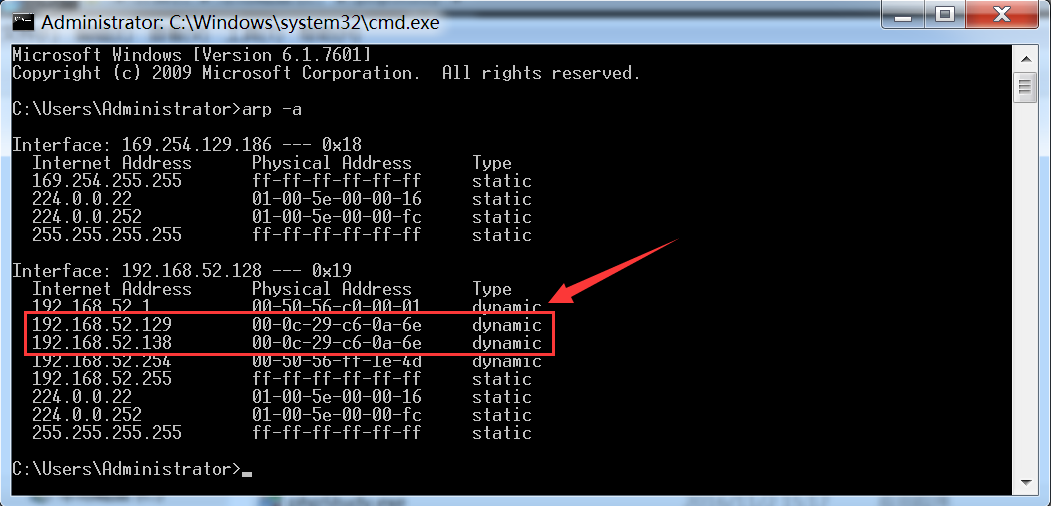 Administrator: C:\Windows\system32\cmd.exe
Microsoft Windows [Version 6.1.7601]
Copyright (c) 2009 Microsoft Corporation.  All rights reserved.
C:\Users\Administrator>arp -a
Interface: 169.254.129.186 --- 0x18
  Internet Address      Physical Address      Type
  169.254.255.255       ff-ff-ff-ff-ff-ff     static
  224.0.0.22            01-00-5e-00-00-16     static
  224.0.0.252           01-00-5e-00-00-fc     static
  255.255.255.255       ff-ff-ff-ff-ff-ff     static
Interface: 192.168.52.128 --- 0x19
  Internet Address      Physical Address      Type
  192.168.52.1          00-50-56-c0-00-01     dynamic
  192.168.52.129        00-0c-29-c6-0a-6e     dynamic
  192.168.52.138        00-0c-29-c6-0a-6e     dynamic
  192.168.52.254        00-50-56-ff-1e-4d     dynamic
  192.168.52.255        ff-ff-ff-ff-ff-ff     static
  224.0.0.22            01-00-5e-00-00-16     static
  224.0.0.252           01-00-5e-00-00-fc     static
  255.255.255.255       ff-ff-ff-ff-ff-ff     static
C:\Users\Administrator>